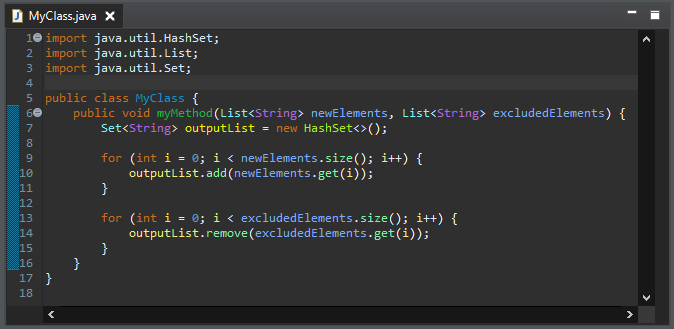 MyClass.java
1 import java.util.HashSet;
2 import java.util.List;
3 import java.util.Set;
4
5 public class MyClass {
6     public void myMethod(List<String> newElements, List<String> excludedElements) {
7         Set<String> outputList = new HashSet<>();
8
9         for (int i = 0; i < newElements.size(); i++) {
10             outputList.add(newElements.get(i));
11         }
12
13         for (int i = 0; i < excludedElements.size(); i++) {
14             outputList.remove(excludedElements.get(i));
15         }
16     }
17 }
18